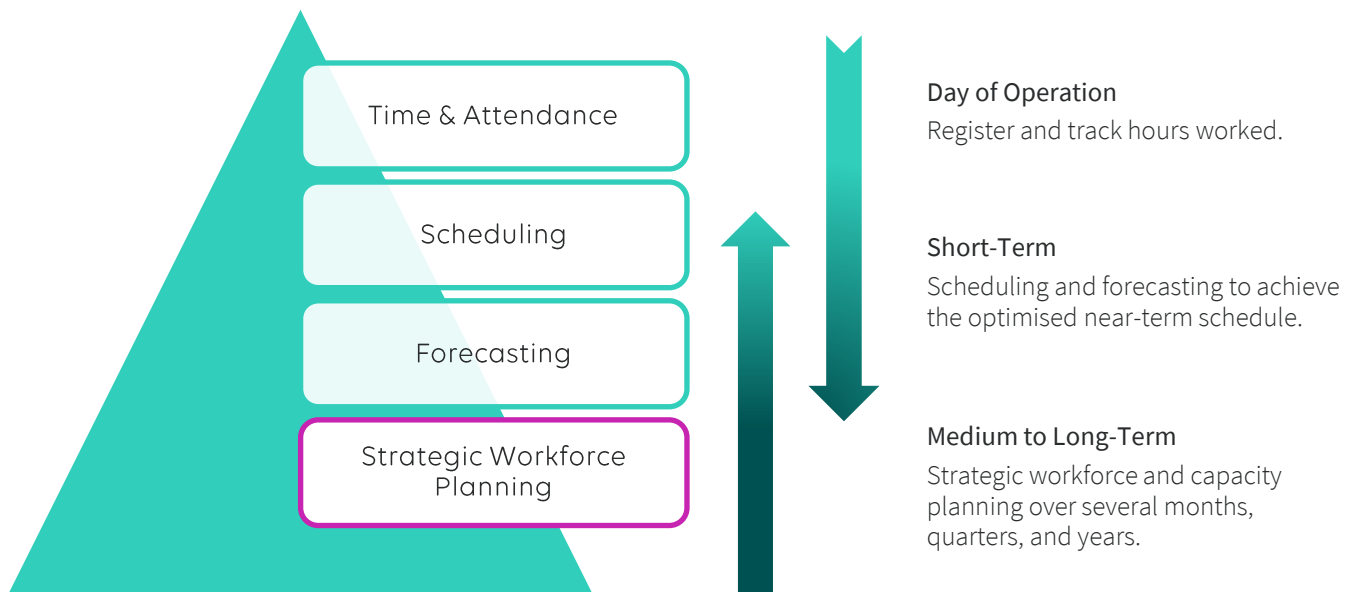 Time & Attendance
Scheduling
Forecasting
Strategic Workforce
Planning
Day of Operation
Register and track hours worked.
Short-Term
Scheduling and forecasting to achieve
the optimised near-term schedule.
Medium to Long-Term
Strategic workforce and capacity
planning over several months,
quarters, and years.